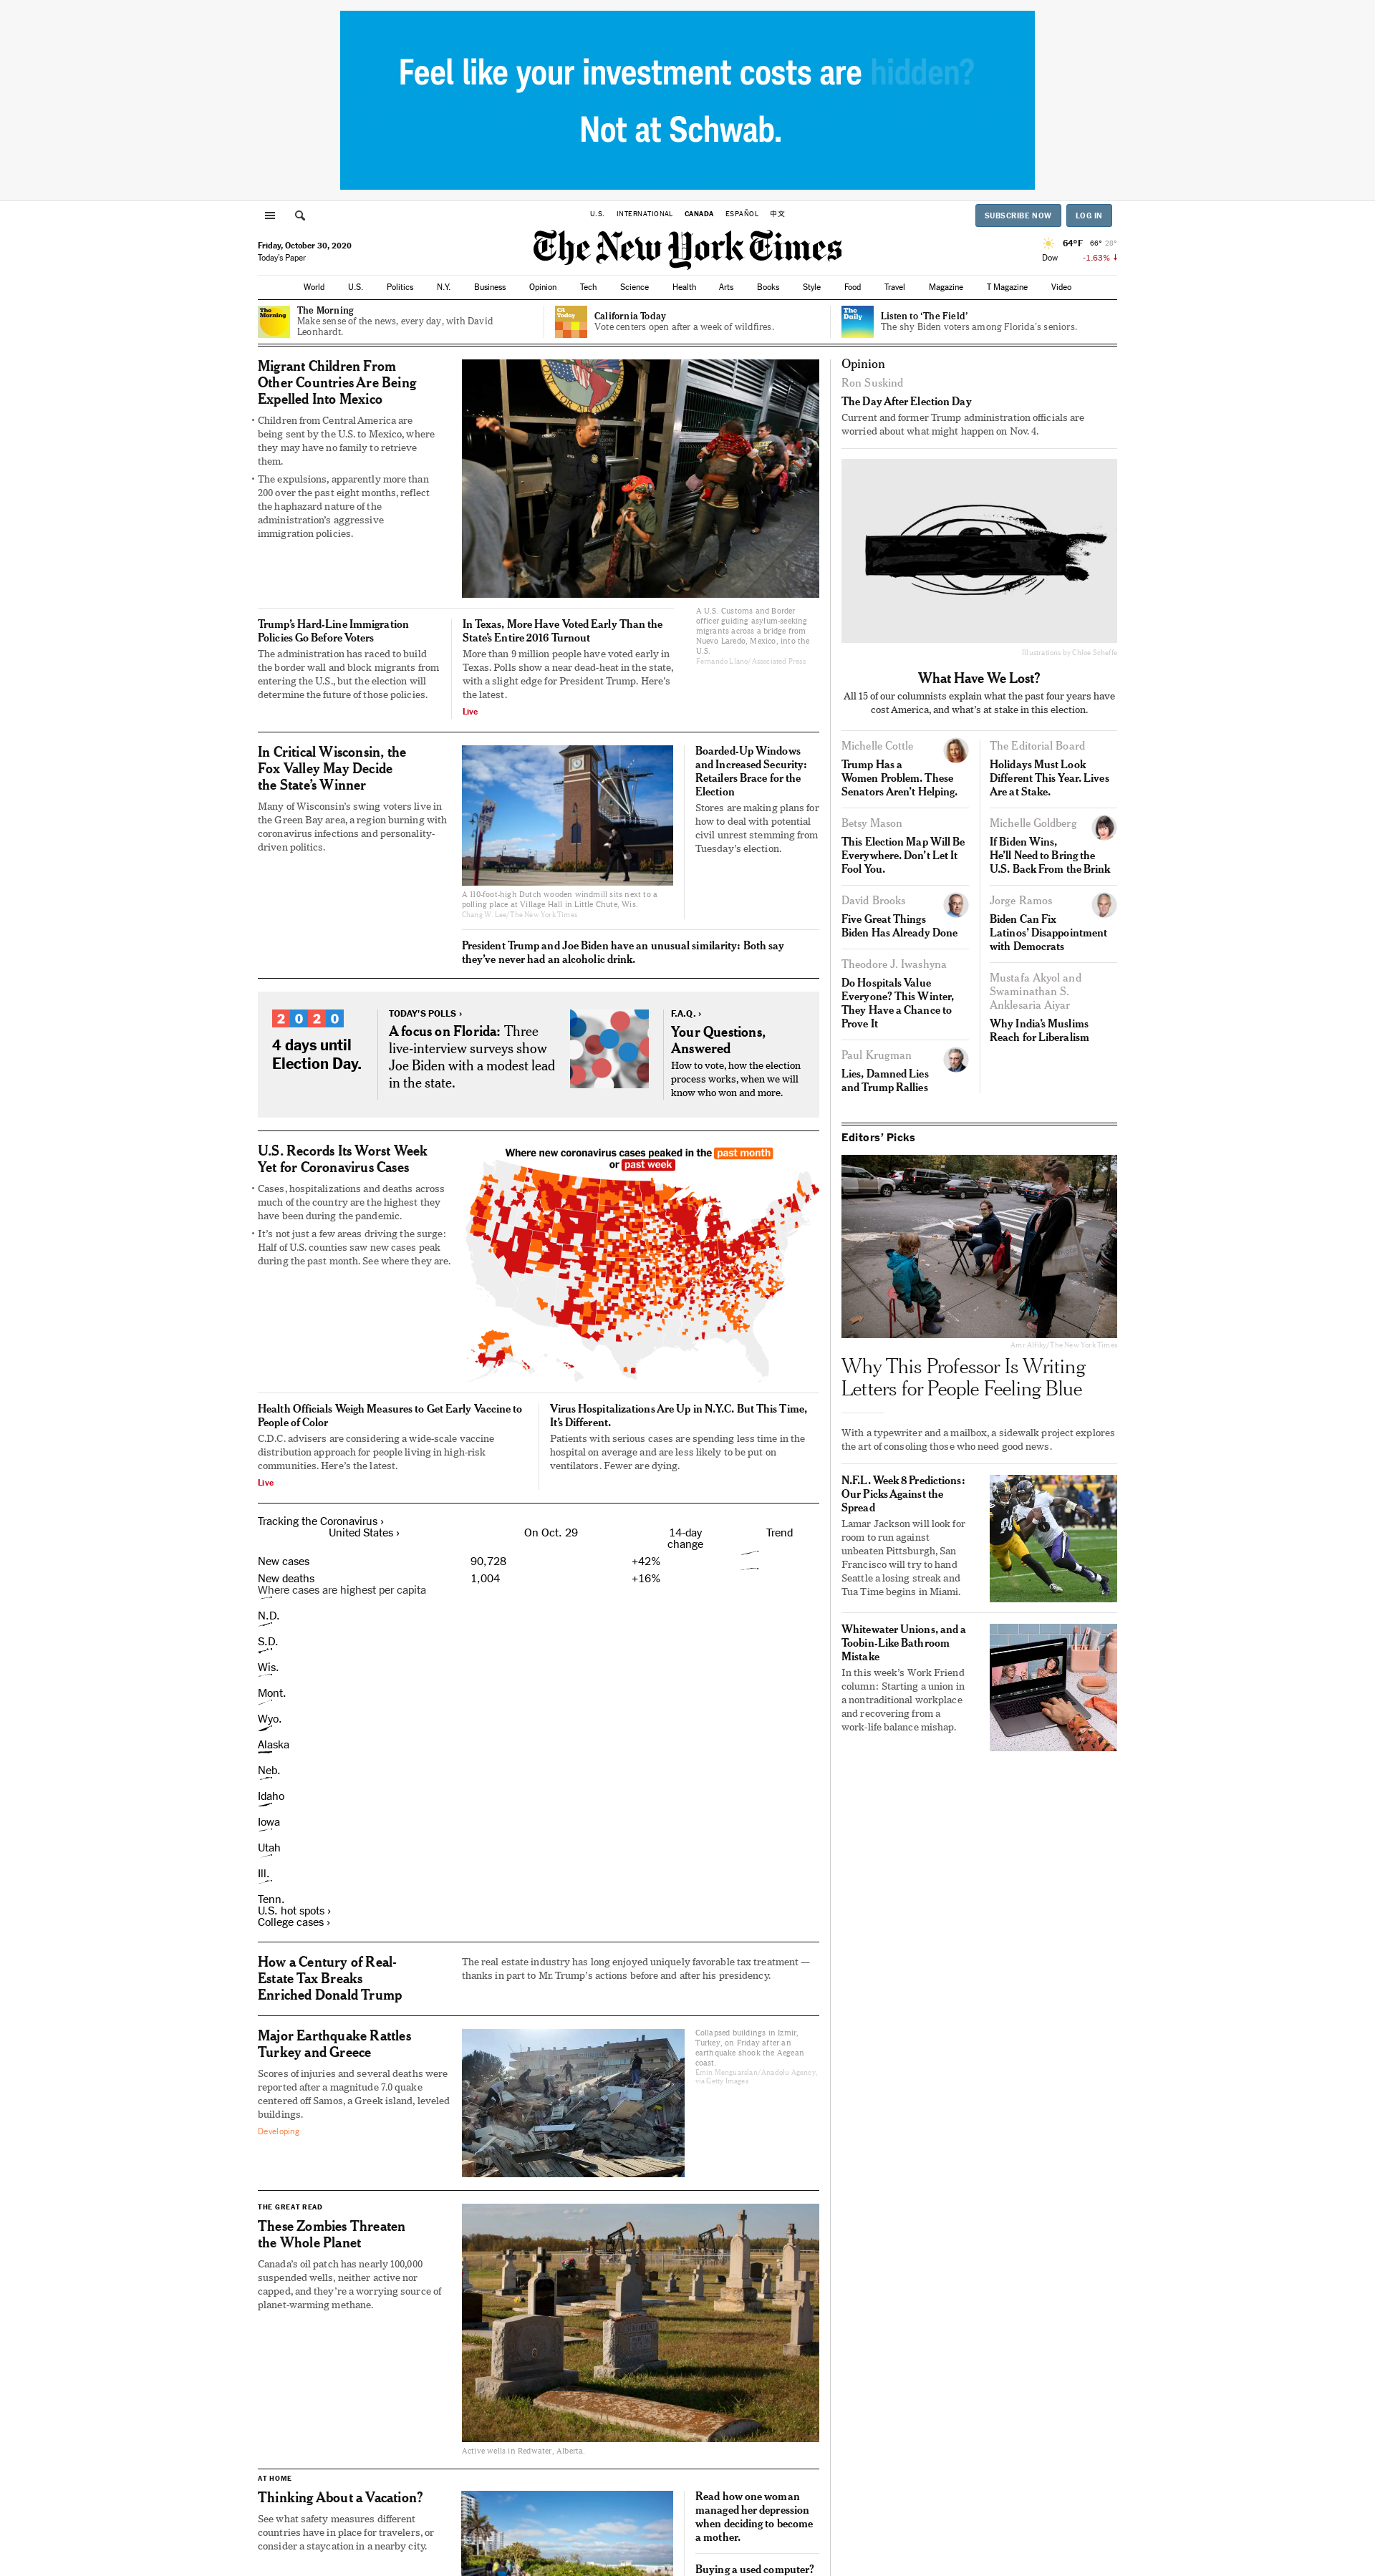 Feel like your investment costs are hidden?
Not at Schwab.
U.S.
INTERNATIONAL
CANADA
ESPAÑOL
中文
SUBSCRIBE NOW
LOG IN
Friday, October 30, 2020
Today's Paper
The New York Times
64°F 66° 28°
Dow -1.63% ↓
World
U.S.
Politics
N.Y.
Business
Opinion
Tech
Science
Health
Arts
Books
Style
Food
Travel
Magazine
T Magazine
Video
The
Morning
The Morning
Make sense of the news, every day, with David
Leonhardt.
CA
Today
California Today
Vote centers open after a week of wildfires.
The
Daily
Listen to ‘The Field’
The shy Biden voters among Florida’s seniors.
Migrant Children From
Other Countries Are Being
Expelled Into Mexico
• Children from Central America are
being sent by the U.S. to Mexico, where
they may have no family to retrieve
them.
• The expulsions, apparently more than
200 over the past eight months, reflect
the haphazard nature of the
administration’s aggressive
immigration policies.
A U.S. Customs and Border
officer guiding asylum-seeking
migrants across a bridge from
Nuevo Laredo, Mexico, into the
U.S.
Fernando Llano/Associated Press
Trump’s Hard-Line Immigration
Policies Go Before Voters
The administration has raced to build
the border wall and block migrants from
entering the U.S., but the election will
determine the future of those policies.
In Texas, More Have Voted Early Than the
State’s Entire 2016 Turnout
More than 9 million people have voted early in
Texas. Polls show a near dead-heat in the state,
with a slight edge for President Trump. Here’s
the latest.
Live
In Critical Wisconsin, the
Fox Valley May Decide
the State’s Winner
Many of Wisconsin’s swing voters live in
the Green Bay area, a region burning with
coronavirus infections and personality-
driven politics.
A 110-foot-high Dutch wooden windmill sits next to a
polling place at Village Hall in Little Chute, Wis.
Chang W. Lee/The New York Times
Boarded-Up Windows
and Increased Security:
Retailers Brace for the
Election
Stores are making plans for
how to deal with potential
civil unrest stemming from
Tuesday’s election.
President Trump and Joe Biden have an unusual similarity: Both say
they’ve never had an alcoholic drink.
2020
4 days until
Election Day.
TODAY’S POLLS ›
A focus on Florida: Three
live-interview surveys show
Joe Biden with a modest lead
in the state.
F.A.Q. ›
Your Questions,
Answered
How to vote, how the election
process works, when we will
know who won and more.
U.S. Records Its Worst Week
Yet for Coronavirus Cases
• Cases, hospitalizations and deaths across
much of the country are the highest they
have been during the pandemic.
• It’s not just a few areas driving the surge:
Half of U.S. counties saw new cases peak
during the past month. See where they are.
Where new coronavirus cases peaked in the past month
or past week
Health Officials Weigh Measures to Get Early Vaccine to
People of Color
C.D.C. advisers are considering a wide-scale vaccine
distribution approach for people living in high-risk
communities. Here’s the latest.
Live
Virus Hospitalizations Are Up in N.Y.C. But This Time,
It’s Different.
Patients with serious cases are spending less time in the
hospital on average and are less likely to be put on
ventilators. Fewer are dying.
Tracking the Coronavirus ›
United States › On Oct. 29 14-day
change Trend
New cases 90,728 +42%
New deaths 1,004 +16%
Where cases are highest per capita
N.D.
S.D.
Wis.
Mont.
Wyo.
Alaska
Neb.
Idaho
Iowa
Utah
Ill.
Tenn.
U.S. hot spots ›
College cases ›
How a Century of Real-
Estate Tax Breaks
Enriched Donald Trump
The real estate industry has long enjoyed uniquely favorable tax treatment —
thanks in part to Mr. Trump’s actions before and after his presidency.
Major Earthquake Rattles
Turkey and Greece
Scores of injuries and several deaths were
reported after a magnitude 7.0 quake
centered off Samos, a Greek island, leveled
buildings.
Developing
Collapsed buildings in Izmir,
Turkey, on Friday after an
earthquake shook the Aegean
coast.
Emin Menguarslan/Anadolu Agency,
via Getty Images
THE GREAT READ
These Zombies Threaten
the Whole Planet
Canada’s oil patch has nearly 100,000
suspended wells, neither active nor
capped, and they’re a worrying source of
planet-warming methane.
Active wells in Redwater, Alberta.
AT HOME
Thinking About a Vacation?
See what safety measures different
countries have in place for travelers, or
consider a staycation in a nearby city.
Read how one woman
managed her depression
when deciding to become
a mother.
Buying a used computer?
Opinion
Ron Suskind
The Day After Election Day
Current and former Trump administration officials are
worried about what might happen on Nov. 4.
Illustrations by Chloe Scheffe
What Have We Lost?
All 15 of our columnists explain what the past four years have
cost America, and what’s at stake in this election.
Michelle Cottle
Trump Has a
Women Problem. These
Senators Aren’t Helping.
Betsy Mason
This Election Map Will Be
Everywhere. Don’t Let It
Fool You.
David Brooks
Five Great Things
Biden Has Already Done
Theodore J. Iwashyna
Do Hospitals Value
Everyone? This Winter,
They Have a Chance to
Prove It
Paul Krugman
Lies, Damned Lies
and Trump Rallies
The Editorial Board
Holidays Must Look
Different This Year. Lives
Are at Stake.
Michelle Goldberg
If Biden Wins,
He’ll Need to Bring the
U.S. Back From the Brink
Jorge Ramos
Biden Can Fix
Latinos’ Disappointment
with Democrats
Mustafa Akyol and
Swaminathan S.
Anklesaria Aiyar
Why India’s Muslims
Reach for Liberalism
Editors’ Picks
Amr Alfiky/The New York Times
Why This Professor Is Writing
Letters for People Feeling Blue
With a typewriter and a mailbox, a sidewalk project explores
the art of consoling those who need good news.
N.F.L. Week 8 Predictions:
Our Picks Against the
Spread
Lamar Jackson will look for
room to run against
unbeaten Pittsburgh, San
Francisco will try to hand
Seattle a losing streak and
Tua Time begins in Miami.
Whitewater Unions, and a
Toobin-Like Bathroom
Mistake
In this week’s Work Friend
column: Starting a union in
a nontraditional workplace
and recovering from a
work-life balance mishap.